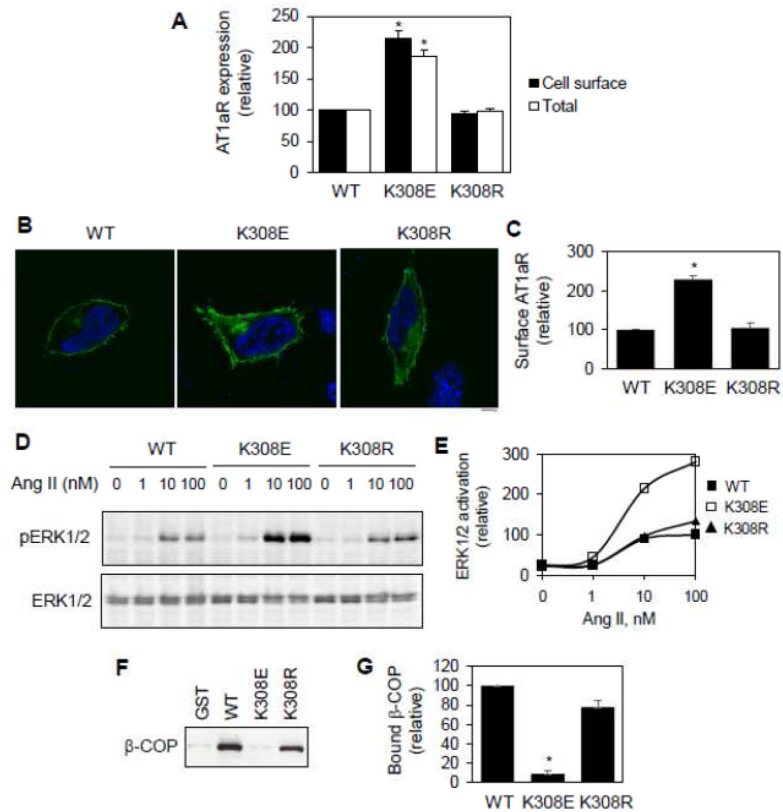 A
AT1aR expression
(relative)
250
200
150
100
50
0
* *
WT K308E K308R
Cell surface
Total
B
WT K308E K308R
C
Surface AT1aR
(relative)
300
200
100
0
*
WT K308E K308R
D
WT K308E K308R
Ang II (nM) 0 1 10 100 0 1 10 100 0 1 10 100
pERK1/2
ERK1/2
E
ERK1/2 activation
(relative)
300
200
100
0
0 1 10 100
Ang II, nM
WT
K308E
K308R
F
GST WT K308E K308R
β-COP
G
Bound β-COP
(relative)
120
100
80
60
40
20
0
*
WT K308E K308R